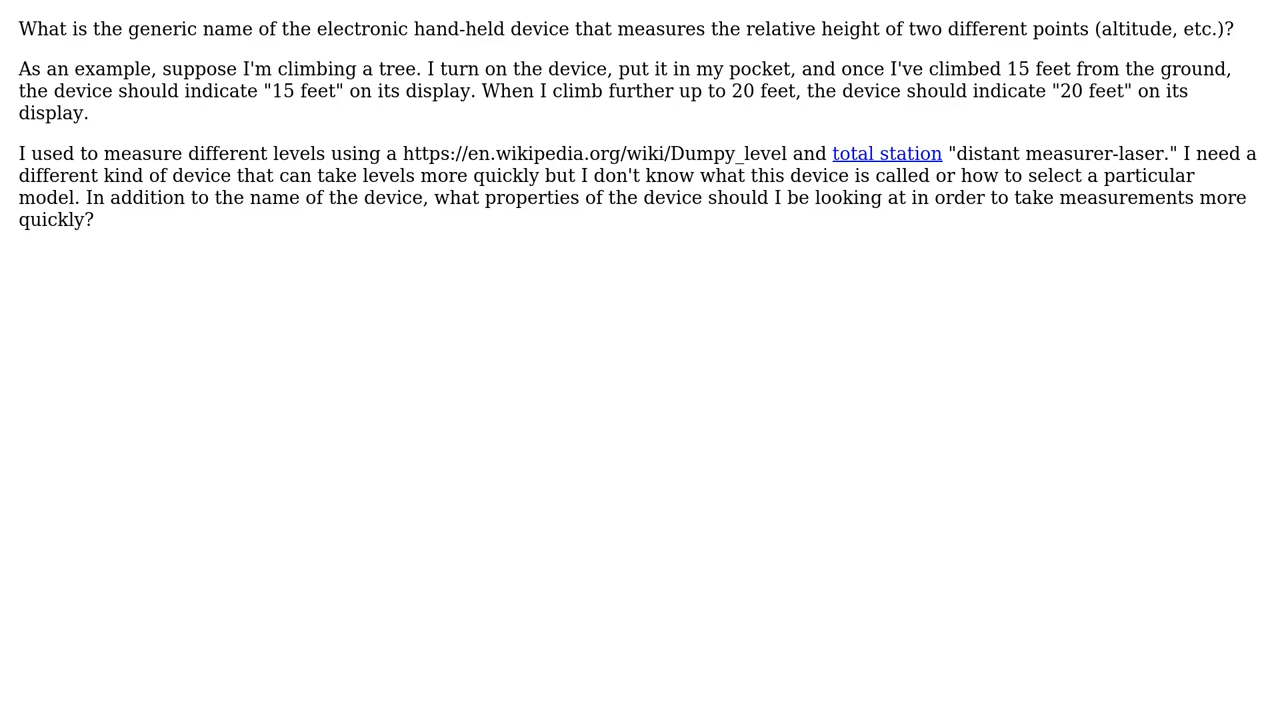 What is the generic name of the electronic hand-held device that measures the relative height of two different points (altitude, etc.)?
As an example, suppose I'm climbing a tree. I turn on the device, put it in my pocket, and once I've climbed 15 feet from the ground,
the device should indicate "15 feet" on its display. When I climb further up to 20 feet, the device should indicate "20 feet" on its
display.
I used to measure different levels using a https://en.wikipedia.org/wiki/Dumpy_level and total station "distant measurer-laser." I need a
different kind of device that can take levels more quickly but I don't know what this device is called or how to select a particular
model. In addition to the name of the device, what properties of the device should I be looking at in order to take measurements more
quickly?